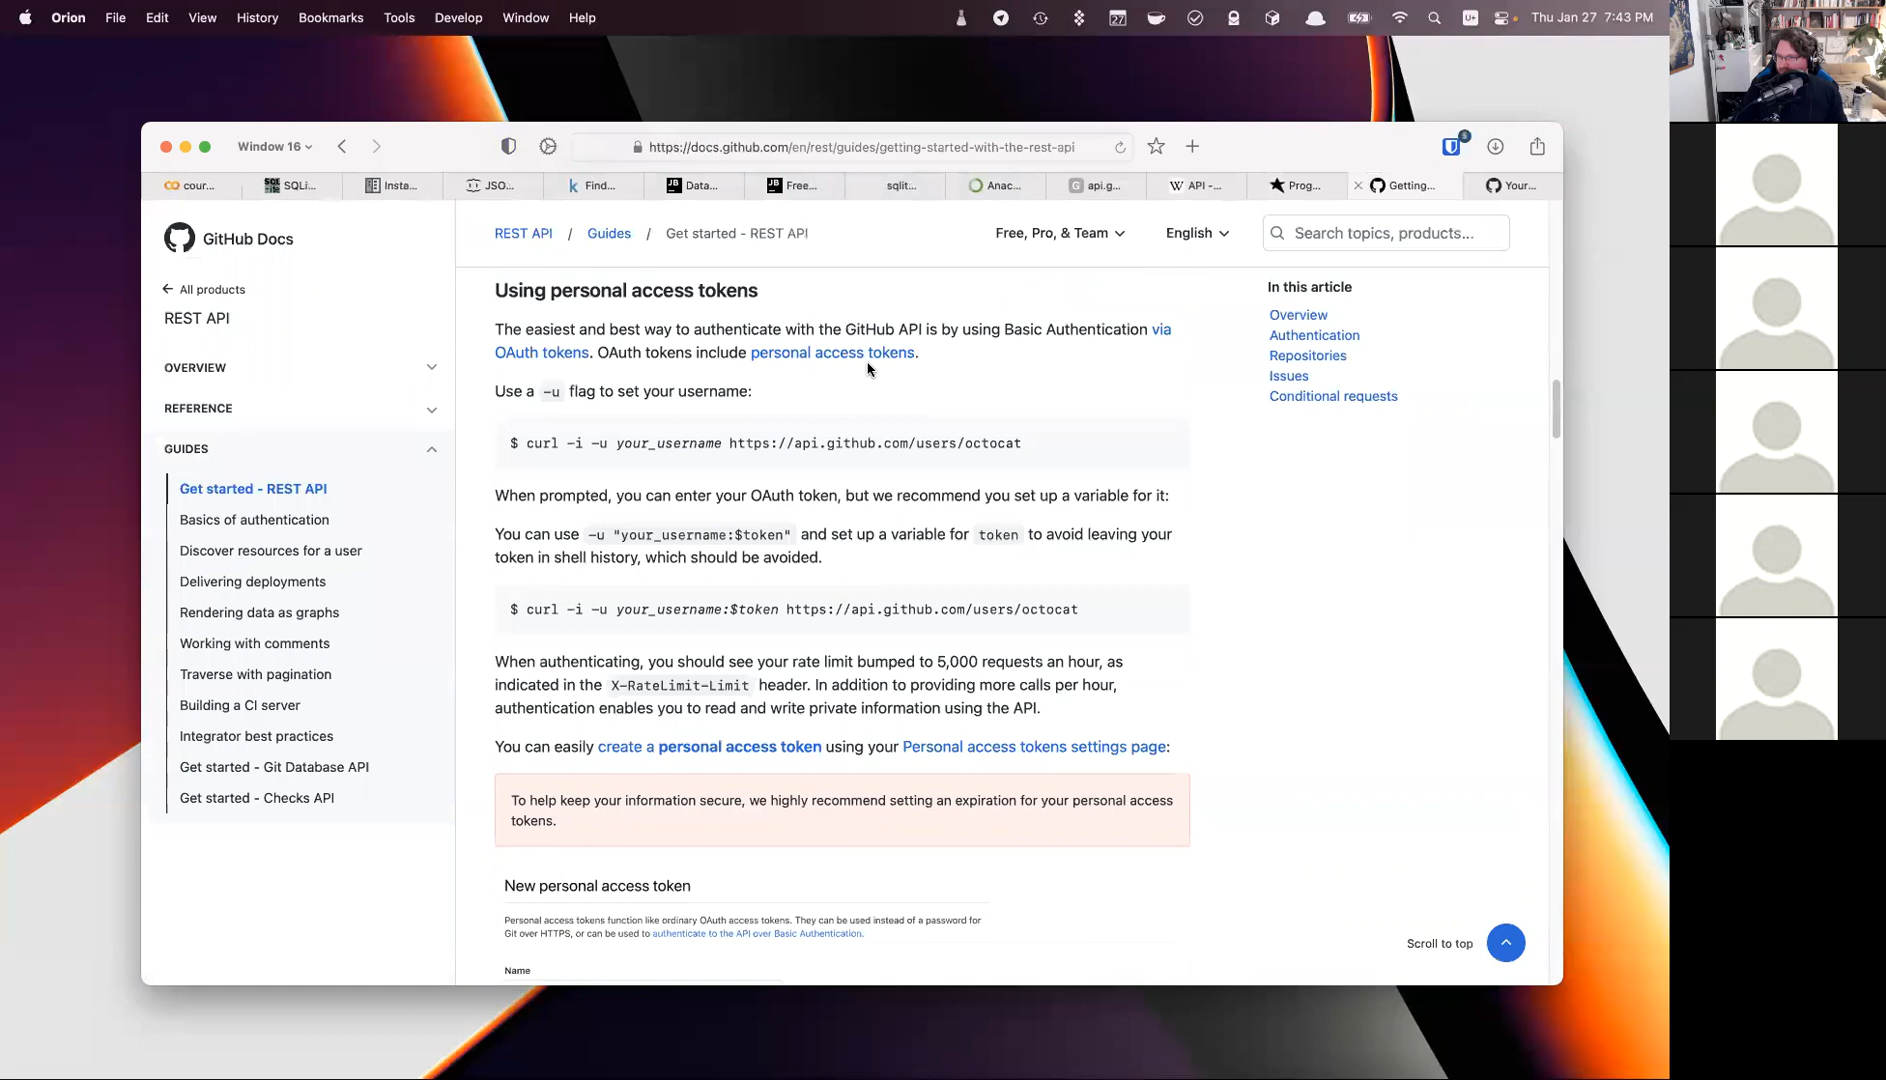 Orion File Edit View History Bookmarks Tools Develop Window Help
27
Thu Jan 27 7:43 PM
Window 16
https://docs.github.com/en/rest/guides/getting-started-with-the-rest-api
cour...
SQLi...
Insta...
JSO...
Find...
Data...
Free...
sqlit...
Anac...
api.g...
API -...
Prog...
Getting...
Your...
GitHub Docs
REST API / Guides / Get started - REST API
Free, Pro, & Team
English
Search topics, products...
All products
REST API
OVERVIEW
REFERENCE
GUIDES
Get started - REST API
Basics of authentication
Discover resources for a user
Delivering deployments
Rendering data as graphs
Working with comments
Traverse with pagination
Building a CI server
Integrator best practices
Get started - Git Database API
Get started - Checks API
Using personal access tokens
The easiest and best way to authenticate with the GitHub API is by using Basic Authentication via
OAuth tokens. OAuth tokens include personal access tokens.
Use a -u flag to set your username:
$ curl -i -u your_username https://api.github.com/users/octocat
When prompted, you can enter your OAuth token, but we recommend you set up a variable for it:
You can use -u "your_username:$token" and set up a variable for token to avoid leaving your
token in shell history, which should be avoided.
$ curl -i -u your_username:$token https://api.github.com/users/octocat
When authenticating, you should see your rate limit bumped to 5,000 requests an hour, as
indicated in the X-RateLimit-Limit header. In addition to providing more calls per hour,
authentication enables you to read and write private information using the API.
You can easily create a personal access token using your Personal access tokens settings page:
To help keep your information secure, we highly recommend setting an expiration for your personal access
tokens.
New personal access token
Personal access tokens function like ordinary OAuth access tokens. They can be used instead of a password for
Git over HTTPS, or can be used to authenticate to the API over Basic Authentication.
Name
In this article
Overview
Authentication
Repositories
Issues
Conditional requests
Scroll to top